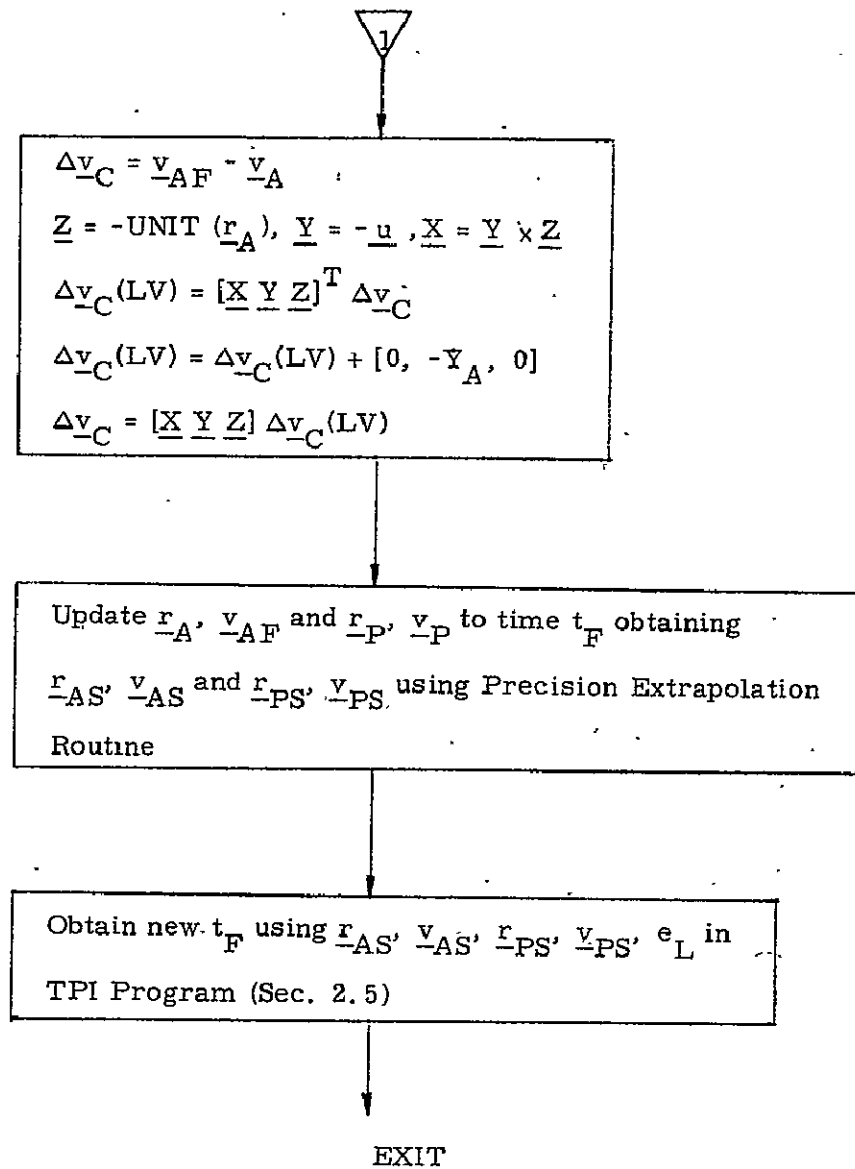 1
Δv_C = v_AF - v_A
Z = -UNIT (r_A), Y = -u, X = Y × Z
Δv_C(LV) = [X Y Z]^T Δv_C
Δv_C(LV) = Δv_C(LV) + [0, -Ẏ_A, 0]
Δv_C = [X Y Z] Δv_C(LV)
Update r_A, v_AF and r_P, v_P to time t_F obtaining
r_AS, v_AS and r_PS, v_PS, using Precision Extrapolation
Routine
Obtain new t_F using r_AS, v_AS, r_PS, v_PS, e_L in
TPI Program (Sec. 2.5)
EXIT